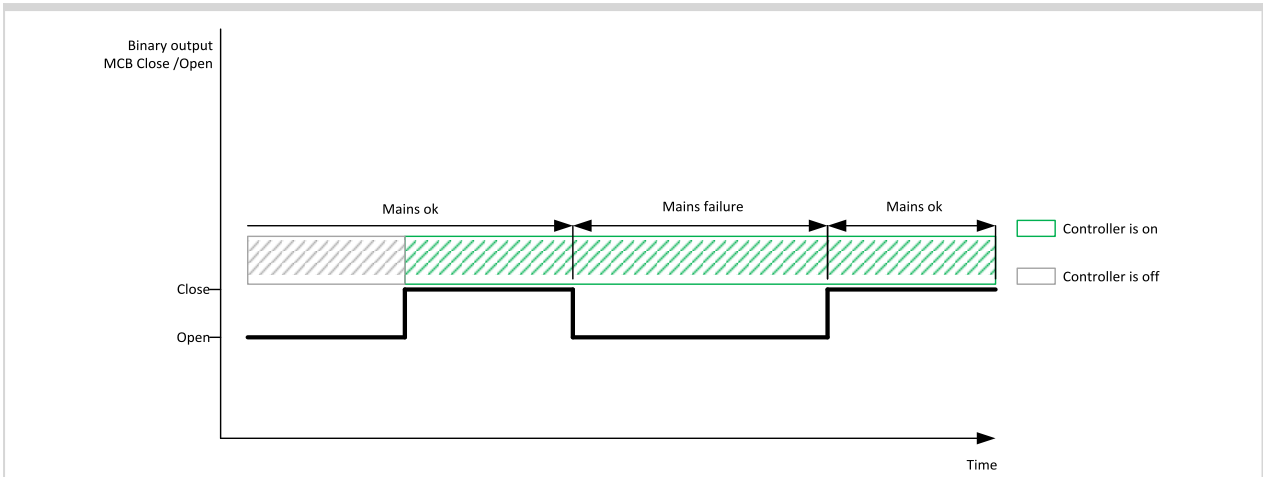 Binary output
MCB Close /Open
Mains ok
Mains failure
Mains ok
Controller is on
Controller is off
Close
Open
Time